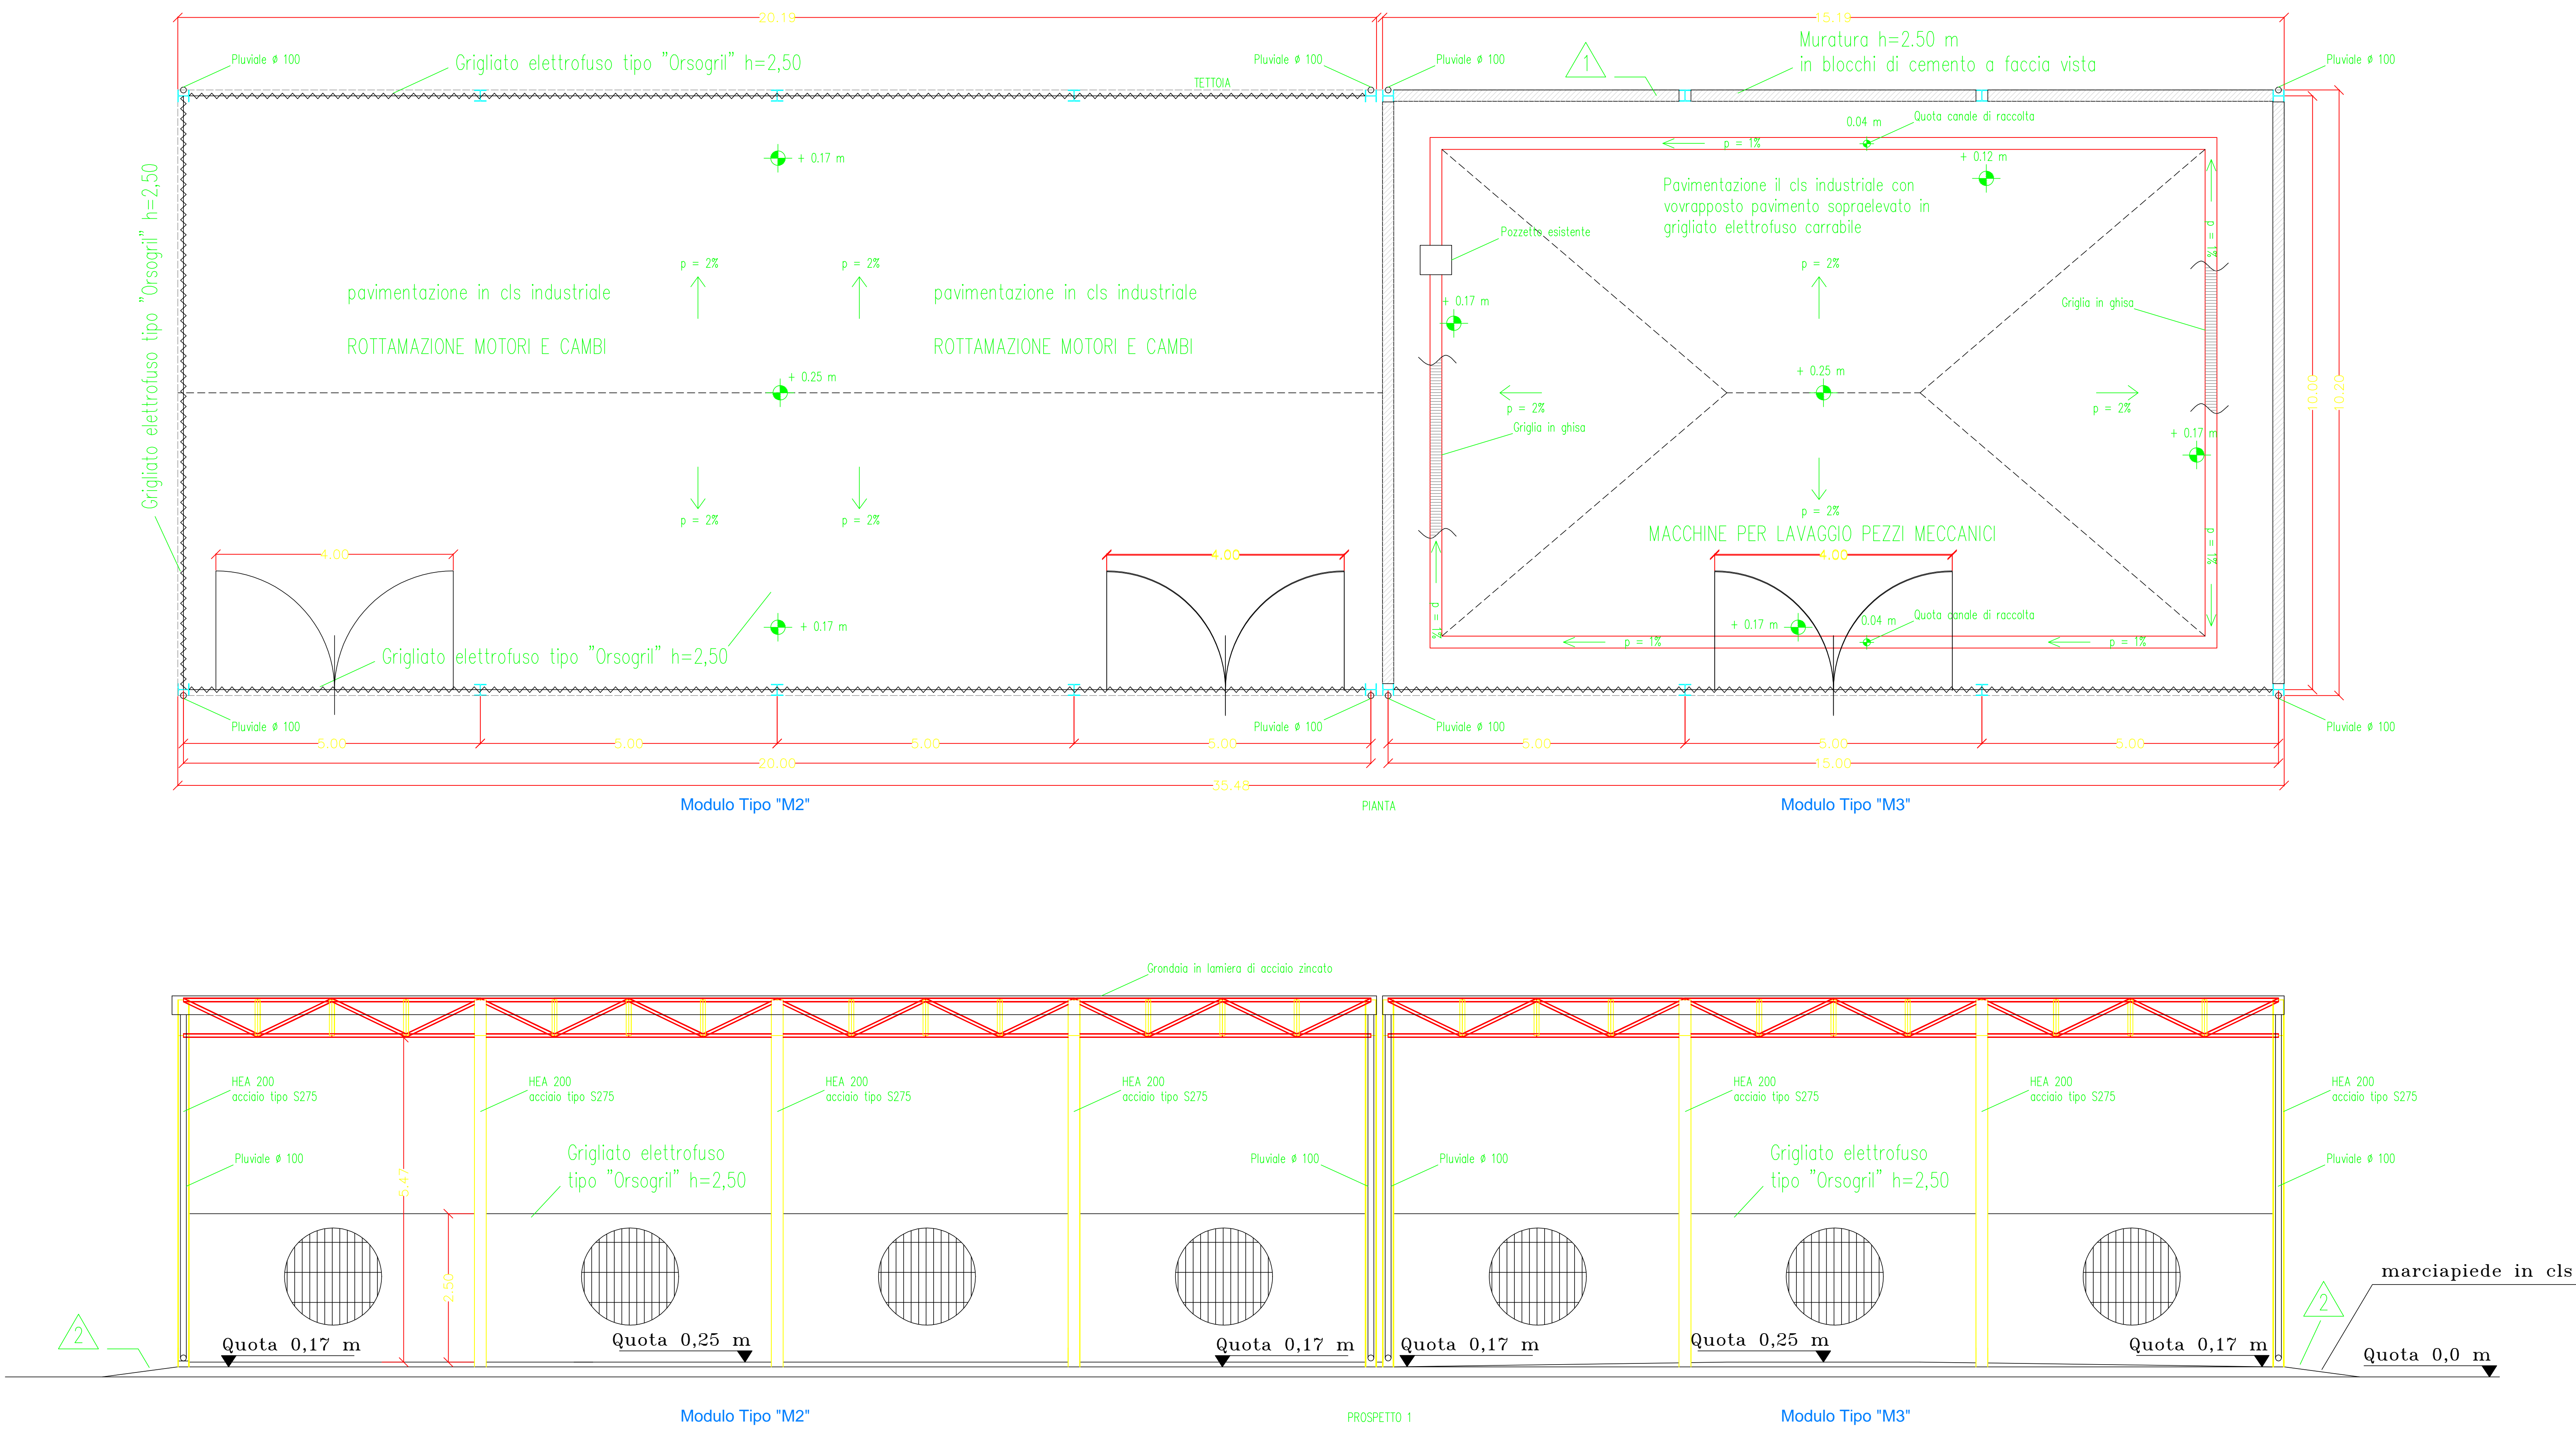 20.19
15.19
Pluviale ø 100
Grigliato elettrofuso tipo "Orsogril" h=2,50
Pluviale ø 100
TETTOIA
Pluviale ø 100
1
Muratura h=2.50 m
in blocchi di cemento a faccia vista
Pluviale ø 100
Grigliato elettrofuso tipo "Orsogril" h=2,50
+ 0.17 m
p = 1%
0.04 m
Quota canale di raccolta
+ 0.12 m
Pavimentazione il cls industriale con
vovrapposto pavimento sopraelevato in
grigliato elettrofuso carrabile
Pozzetto esistente
p = 1%
p = 2%
p = 2%
p = 2%
pavimentazione in cls industriale
pavimentazione in cls industriale
+ 0.17 m
Griglia in ghisa
ROTTAMAZIONE MOTORI E CAMBI
ROTTAMAZIONE MOTORI E CAMBI
+ 0.25 m
+ 0.25 m
p = 2%
p = 2%
Griglia in ghisa
+ 0.17 m
10.00
10.20
p = 2%
p = 2%
p = 2%
MACCHINE PER LAVAGGIO PEZZI MECCANICI
4.00
4.00
4.00
p = 1%
p = 1%
+ 0.17 m
+ 0.17 m
0.04 m
Quota canale di raccolta
p = 1%
p = 1%
Grigliato elettrofuso tipo "Orsogril" h=2,50
Pluviale ø 100
Pluviale ø 100
Pluviale ø 100
Pluviale ø 100
5.00
5.00
5.00
5.00
5.00
5.00
5.00
20.00
15.00
35.48
Modulo Tipo "M2"
PIANTA
Modulo Tipo "M3"
Grondaia in lamiera di acciaio zincato
HEA 200
acciaio tipo S275
HEA 200
acciaio tipo S275
HEA 200
acciaio tipo S275
HEA 200
acciaio tipo S275
HEA 200
acciaio tipo S275
HEA 200
acciaio tipo S275
HEA 200
acciaio tipo S275
Pluviale ø 100
Grigliato elettrofuso
tipo "Orsogril" h=2,50
Pluviale ø 100
Pluviale ø 100
Grigliato elettrofuso
tipo "Orsogril" h=2,50
Pluviale ø 100
5.47
2.50
marciapiede in cls
2
2
Quota 0,17 m
Quota 0,25 m
Quota 0,17 m
Quota 0,17 m
Quota 0,25 m
Quota 0,17 m
Quota 0,0 m
Modulo Tipo "M2"
PROSPETTO 1
Modulo Tipo "M3"